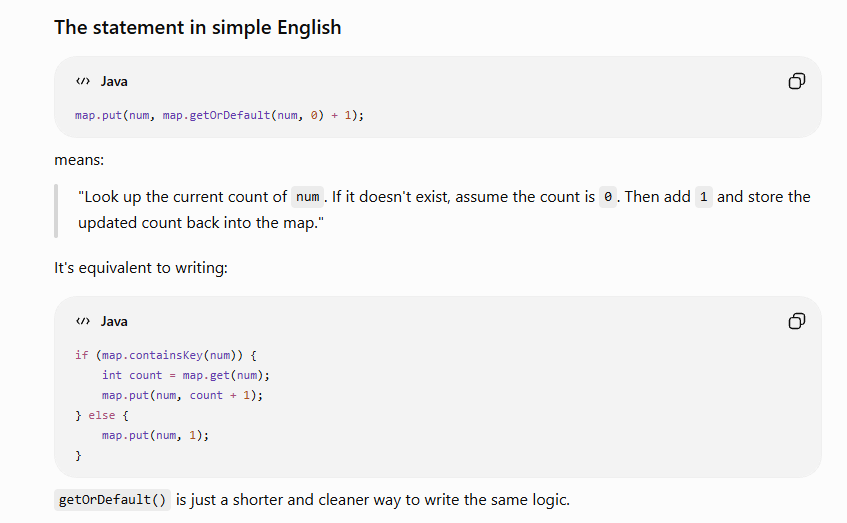 The statement in simple English
</> Java
map.put(num, map.getOrDefault(num, 0) + 1);
means:
"Look up the current count of num. If it doesn't exist, assume the count is 0. Then add 1 and store the
updated count back into the map."
It's equivalent to writing:
</> Java
if (map.containsKey(num)) {
    int count = map.get(num);
    map.put(num, count + 1);
} else {
    map.put(num, 1);
}
getOrDefault() is just a shorter and cleaner way to write the same logic.